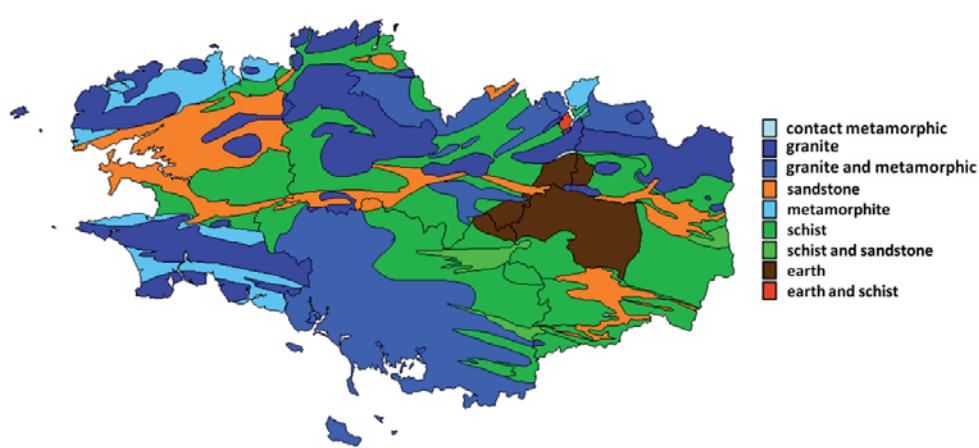 contact metamorphic
granite
granite and metamorphic
sandstone
metamorphite
schist
schist and sandstone
earth
earth and schist